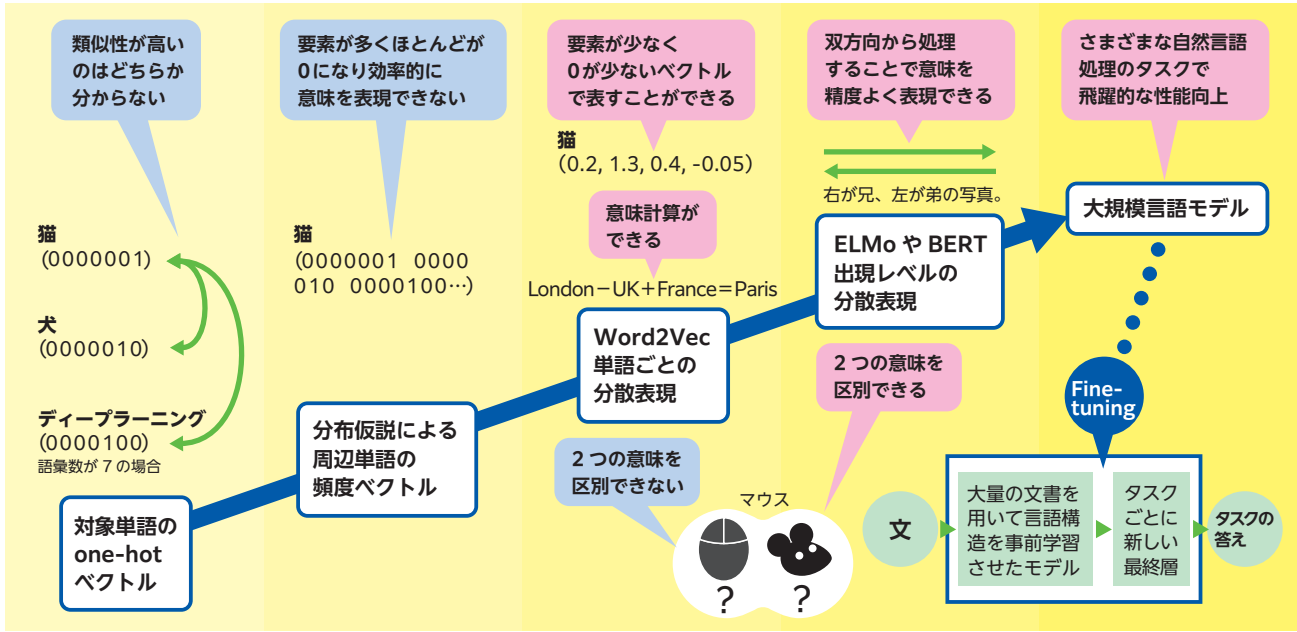 類似性が高い
のはどちらか
分からない
猫
(0000001)
犬
(0000010)
ディープラーニング
(0000100)
語彙数が7の場合
対象単語の
one-hot
ベクトル
要素が多くほとんどが
0になり効率的に
意味を表現できない
猫
(0000001 0000
010 0000100…)
分布仮説による
周辺単語の
頻度ベクトル
要素が少なく
0が少ないベクトル
で表すことができる
猫
(0.2, 1.3, 0.4, -0.05)
意味計算が
できる
London−UK+France=Paris
Word2Vec
単語ごとの
分散表現
2つの意味を
区別できない
マウス
?
?
双方向から処理
することで意味を
精度よく表現できる
右が兄、左が弟の写真。
ELMo や BERT
出現レベルの
分散表現
2つの意味を
区別できる
さまざまな自然言語
処理のタスクで
飛躍的な性能向上
大規模言語モデル
Fine-
tuning
文
大量の文書を
用いて言語構
造を事前学習
させたモデル
タスク
ごとに
新しい
最終層
タスクの
答え